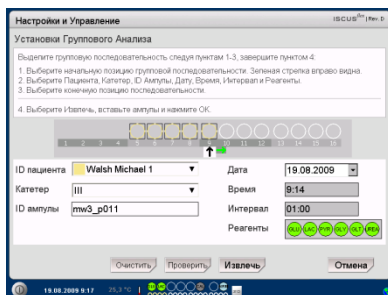 Настройки и Управление ISCUS flex | Rev. D
Установки Группового Анализа
Выделите групповую последовательность следуя пунктам 1-3, завершите пунктом 4:
1. Выберите начальную позицию групповой последовательности. Зеленая стрелка вправо видна.
2. Выберите Пациента, Катетер, ID Ампулы, Дату, Время, Интервал и Реагенты.
3. Выберите конечную позицию последовательности.
4. Выберите Извлечь, вставьте ампулы и нажмите OK.
1 2 3 4 5 6 7 8 9 10 11 12 13 14 15 16
ID пациента Walsh Michael 1 Дата 19.08.2009
Катетер III Время 9:14
ID ампулы mw3_p011 Интервал 01:00
Реагенты GLU LAC PYR GLY GLT UREA
Очистить Проверить Извлечь Отмена
19.08.2009 9:17 25,3 °C